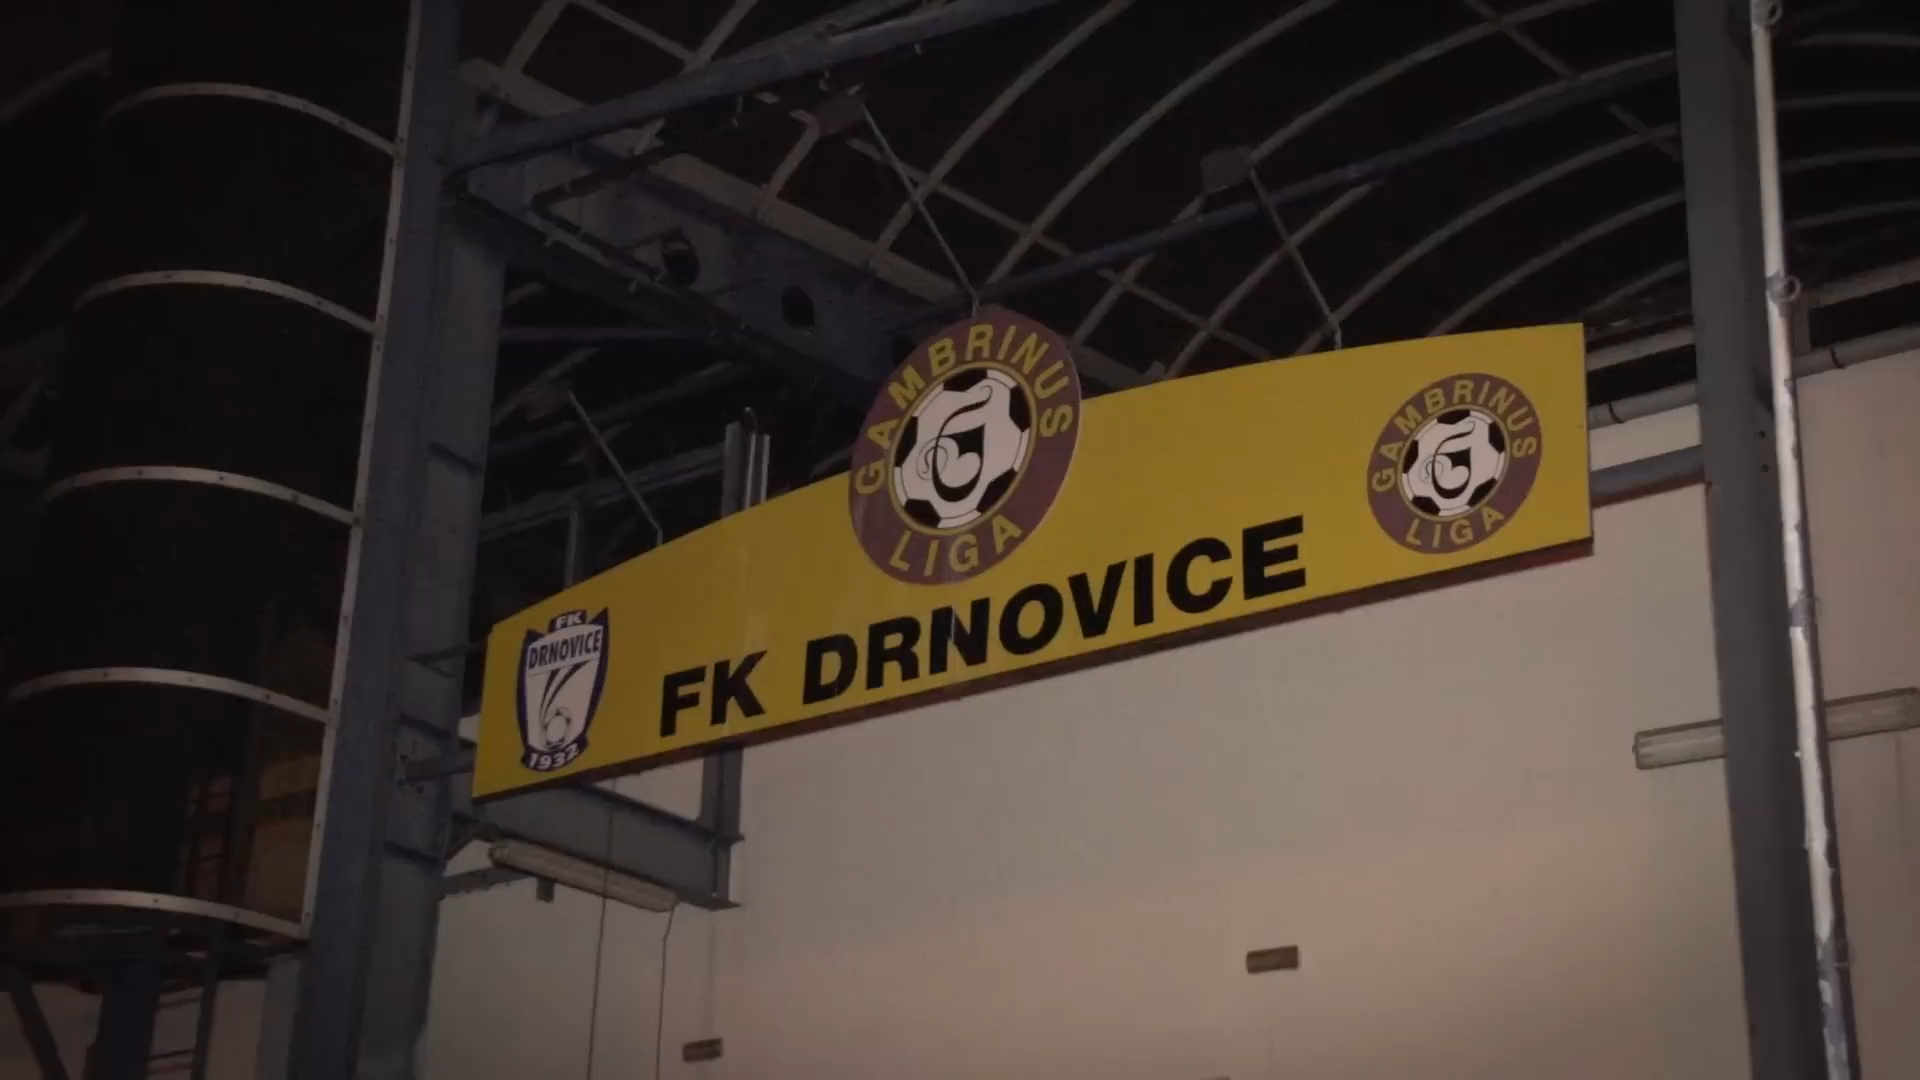 GAMBRINUS
LIGA
GAMBRINUS
LIGA
FK
DRNOVICE
1932
FK DRNOVICE